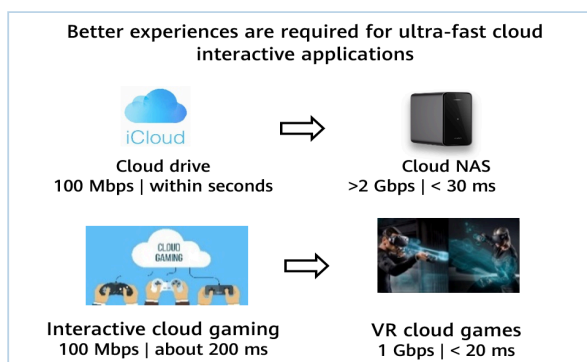 Better experiences are required for ultra-fast cloud
interactive applications
iCloud
Cloud drive
100 Mbps | within seconds
Cloud NAS
>2 Gbps | < 30 ms
CLOUD
GAMING
Interactive cloud gaming
100 Mbps | about 200 ms
VR cloud games
1 Gbps | < 20 ms